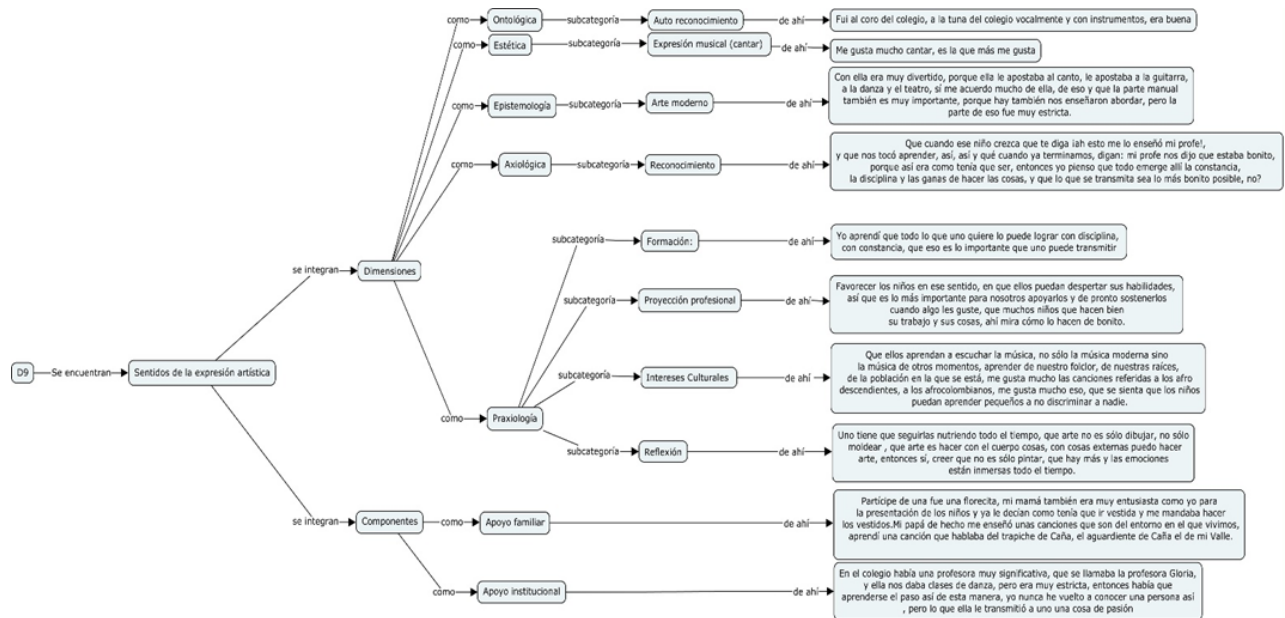 como
Ontológica
subcategoría
Auto reconocimiento
de ahí
Fui al coro del colegio, a la tuna del colegio vocalmente y con instrumentos, era buena
como
Estética
subcategoría
Expresión musical (cantar)
de ahí
Me gusta mucho cantar, es la que más me gusta
como
Epistemología
subcategoría
Arte moderno
de ahí
Con ella era muy divertido, porque ella le apostaba al canto, le apostaba a la guitarra,
a la danza y el teatro, sí me acuerdo mucho de ella, de eso y que la parte manual
también es muy importante, porque hay también nos enseñaron abordar, pero la
parte de eso fue muy estricta.
como
Axiológica
subcategoría
Reconocimiento
de ahí
Que cuando ese niño crezca que te diga ¡ah esto me lo enseñó mi profe!,
y que nos tocó aprender, así, así y qué cuando ya terminamos, digan: mi profe nos dijo que estaba bonito,
porque así era como tenía que ser, entonces yo pienso que todo emerge allí la constancia,
la disciplina y las ganas de hacer las cosas, y que lo que se transmita sea lo más bonito posible, no?
subcategoría
Formación:
de ahí
Yo aprendí que todo lo que uno quiere lo puede lograr con disciplina,
con constancia, que eso es lo importante que uno puede transmitir
se integran
Dimensiones
subcategoría
Proyección profesional
de ahí
Favorecer los niños en ese sentido, en que ellos puedan despertar sus habilidades,
así que es lo más importante para nosotros apoyarlos y de pronto sostenerlos
cuando algo les guste, que muchos niños que hacen bien
su trabajo y sus cosas, ahí mira cómo lo hacen de bonito.
D9
Se encuentran
Sentidos de la expresión artística
subcategoría
Intereses Culturales
de ahí
Que ellos aprendan a escuchar la música, no sólo la música moderna sino
la música de otros momentos, aprender de nuestro folclor, de nuestras raíces,
de la población en la que se está, me gusta mucho las canciones referidas a los afro
descendientes, a los afrocolombianos, me gusta mucho eso, que se sienta que los niños
puedan aprender pequeños a no discriminar a nadie.
como
Praxiología
subcategoría
Reflexión
de ahí
Uno tiene que seguirlas nutriendo todo el tiempo, que arte no es sólo dibujar, no sólo
moldear , que arte es hacer con el cuerpo cosas, con cosas externas puedo hacer
arte, entonces sí, creer que no es sólo pintar, que hay más y las emociones
están inmersas todo el tiempo.
se integran
Componentes
como
Apoyo familiar
de ahí
Partícipe de una fue una florecita, mi mamá también era muy entusiasta como yo para
la presentación de los niños y ya le decían como tenía que ir vestida y me mandaba hacer
los vestidos.Mi papá de hecho me enseñó unas canciones que son del entorno en el que vivimos,
aprendí una canción que hablaba del trapiche de Caña, el aguardiente de Caña el de mi Valle.
como
Apoyo institucional
de ahí
En el colegio había una profesora muy significativa, que se llamaba la profesora Gloria,
y ella nos daba clases de danza, pero era muy estricta, entonces había que
aprenderse el paso así de esta manera, yo nunca he vuelto a conocer una persona así
, pero lo que ella le transmitió a uno una cosa de pasión